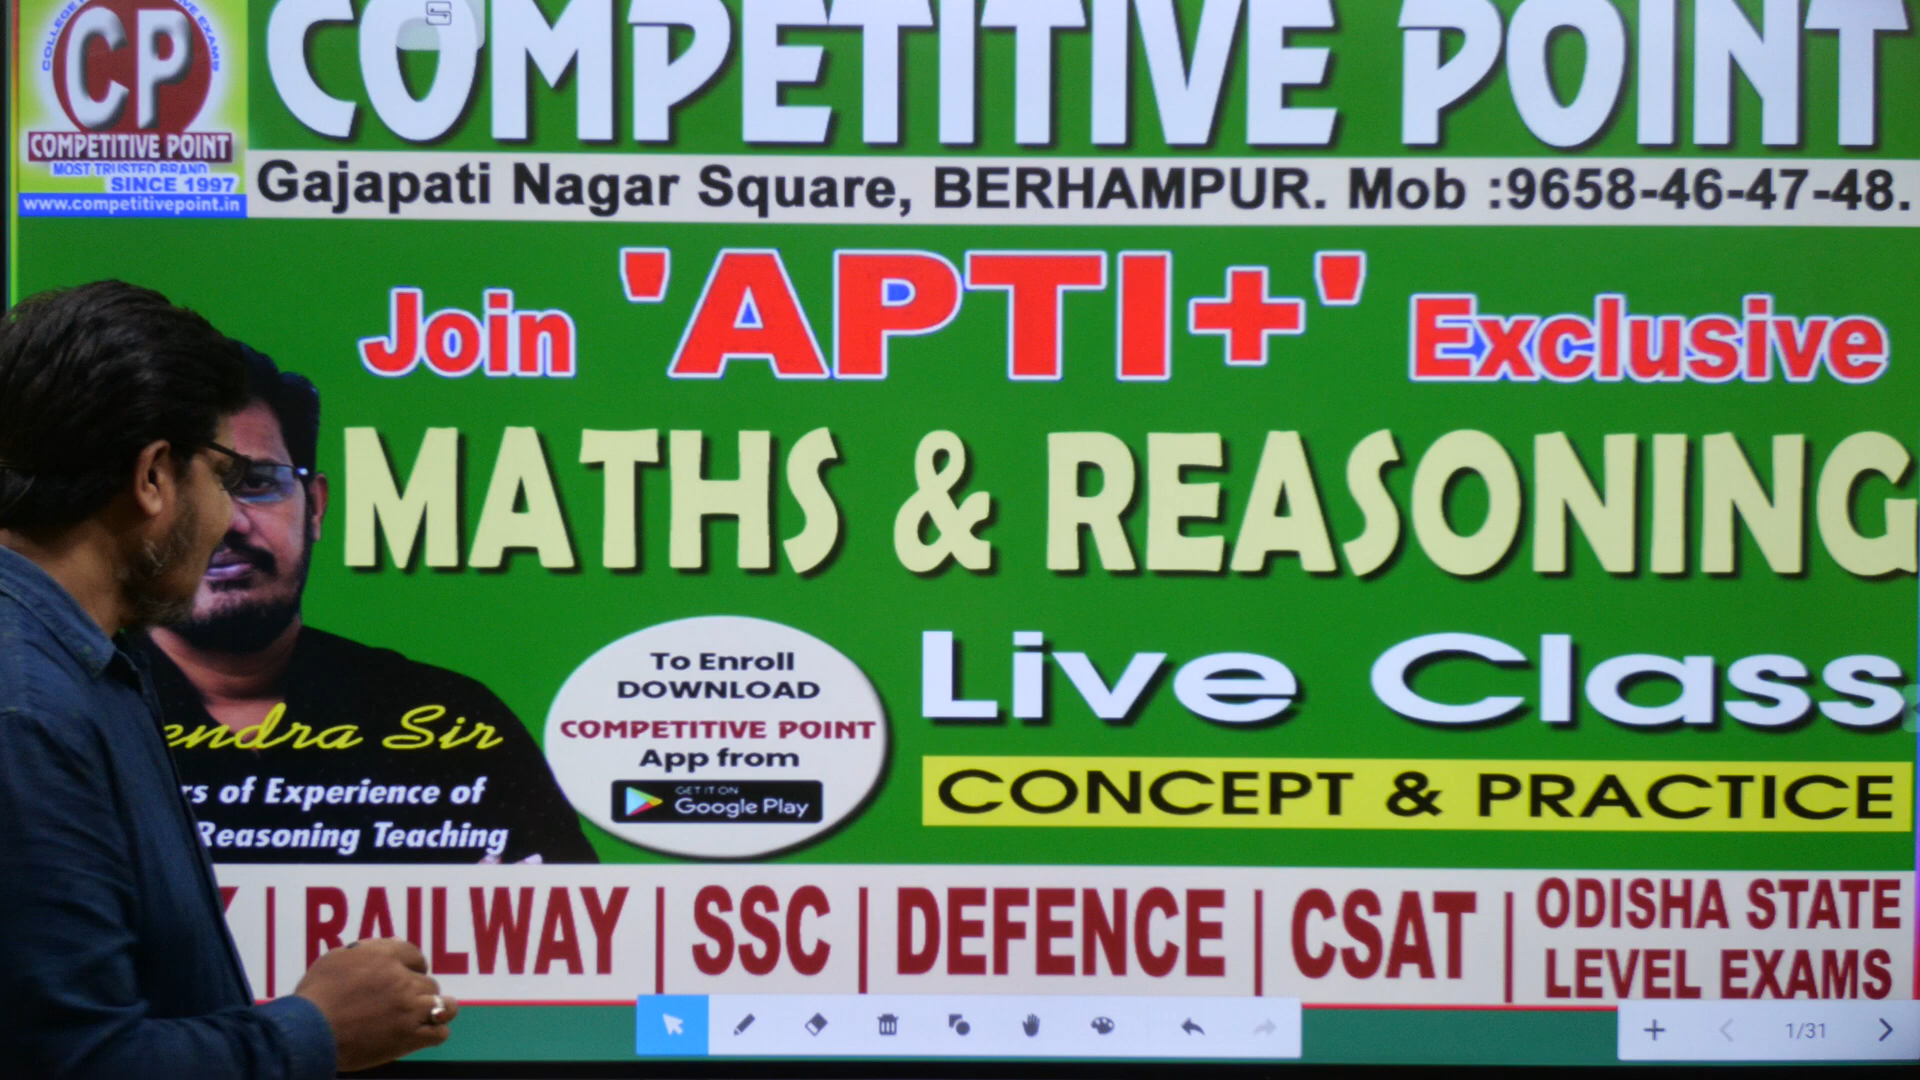 COMPETITIVE POINT
CP
COMPETITIVE POINT
MOST TRUSTED BRAND
SINCE 1997
www.competitivepoint.in
Gajapati Nagar Square, BERHAMPUR. Mob :9658-46-47-48.
Join 'APTI+' Exclusive
MATHS & REASONING
Live Class
CONCEPT & PRACTICE
To Enroll
DOWNLOAD
COMPETITIVE POINT
App from
GET IT ON
Google Play
endra Sir
rs of Experience of
Reasoning Teaching
RAILWAY | SSC | DEFENCE | CSAT | ODISHA STATE
LEVEL EXAMS
1/31